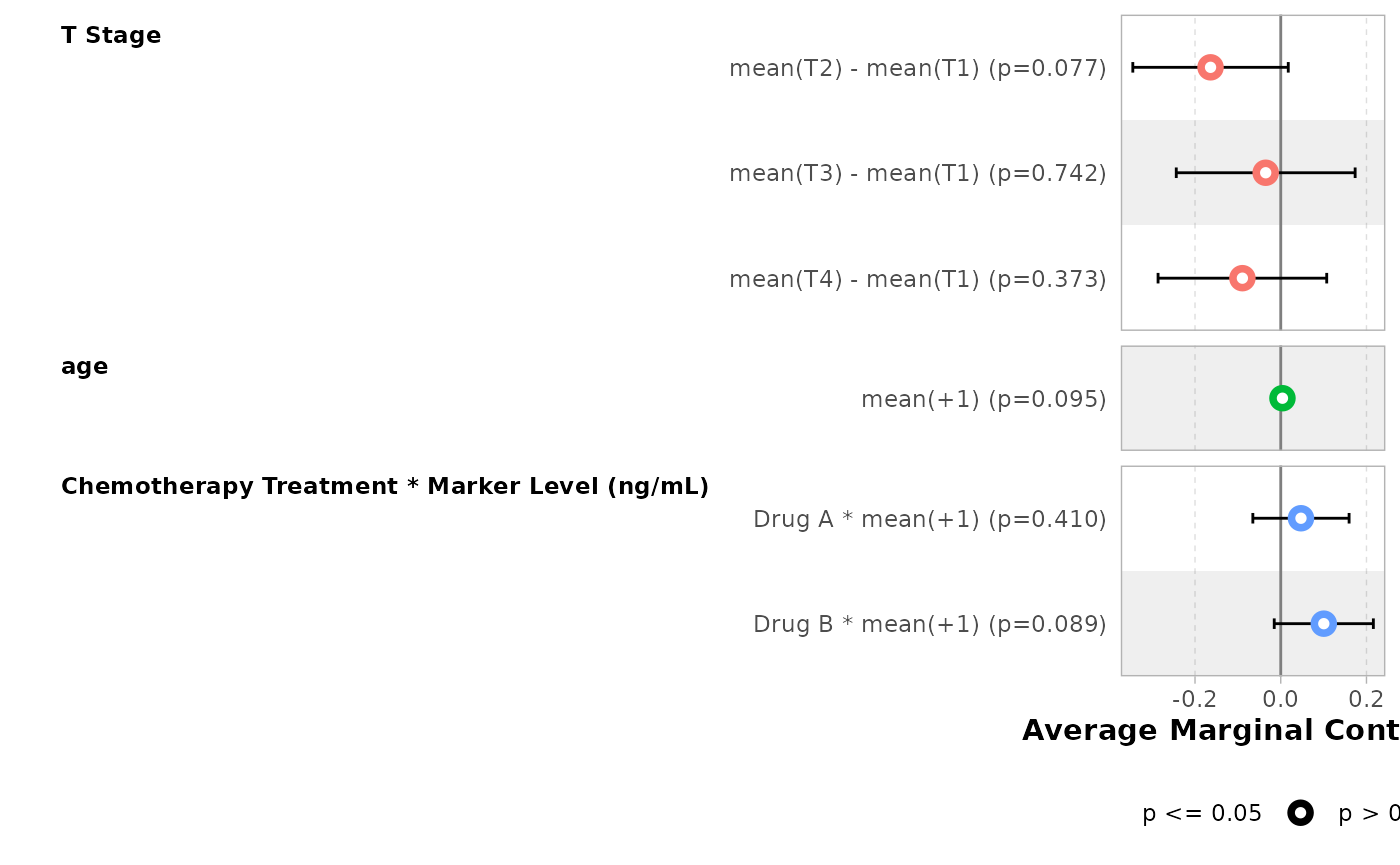 T Stage
mean(T2) - mean(T1) (p=0.077)
mean(T3) - mean(T1) (p=0.742)
mean(T4) - mean(T1) (p=0.373)
age
mean(+1) (p=0.095)
Chemotherapy Treatment * Marker Level (ng/mL)
Drug A * mean(+1) (p=0.410)
Drug B * mean(+1) (p=0.089)
-0.2 0.0 0.2
Average Marginal Cont
p <= 0.05 p > 0